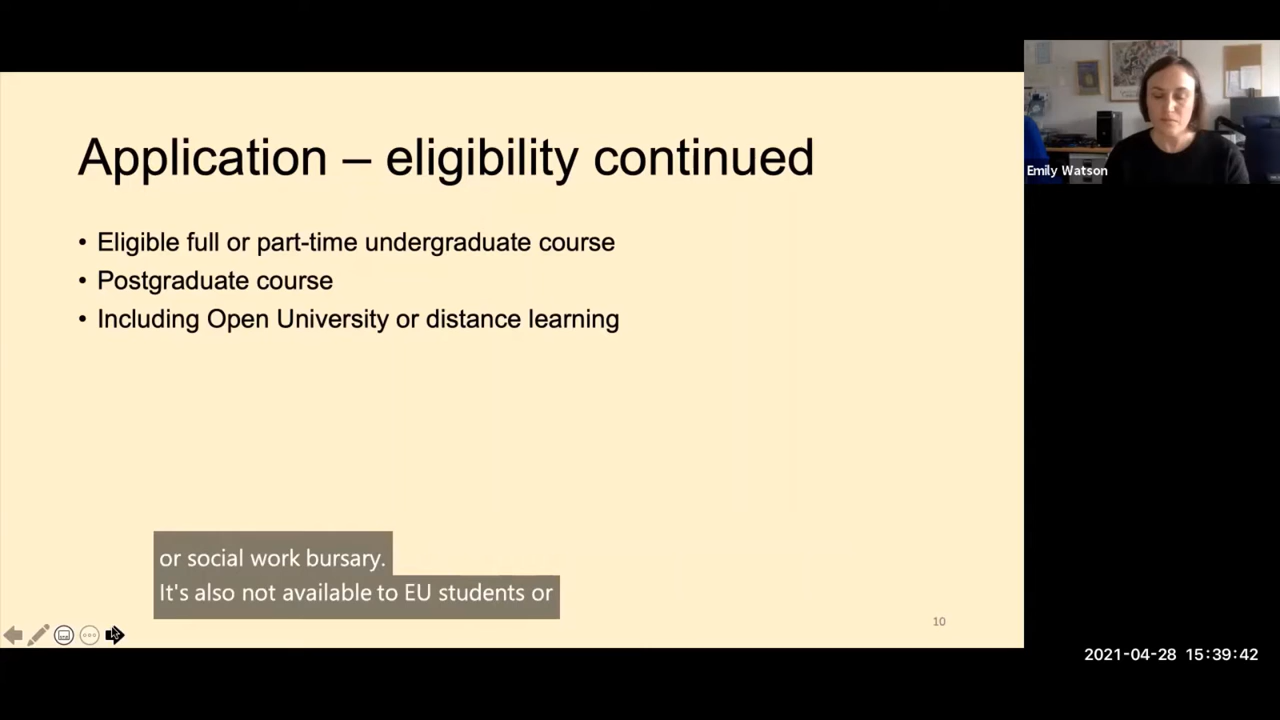 Application – eligibility continued
• Eligible full or part-time undergraduate course
• Postgraduate course
• Including Open University or distance learning
or social work bursary.
It's also not available to EU students or
10
Emily Watson
2021-04-28 15:39:42